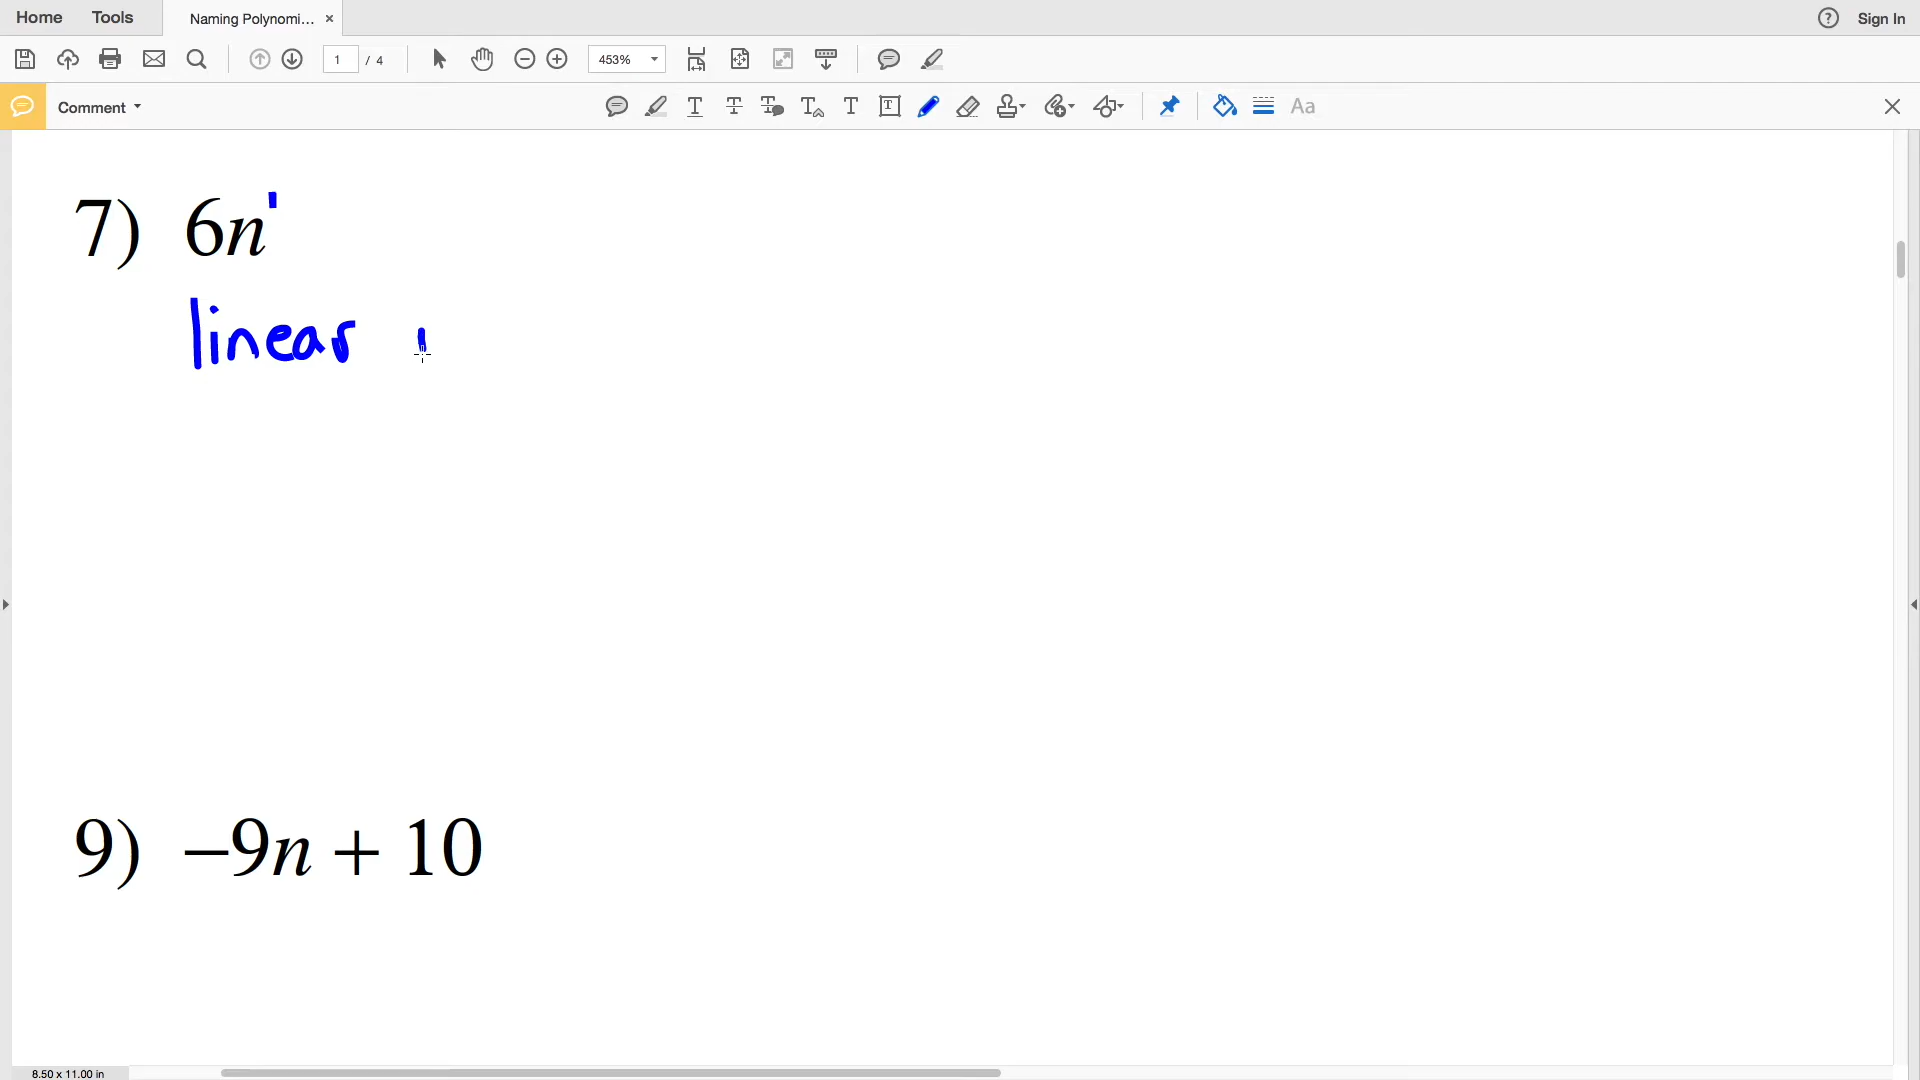 Home Tools Naming Polynomi... × ? Sign In
1 / 4 453%
Comment Aa
7) 6n¹
linear
9) −9n + 10
8.50 x 11.00 in